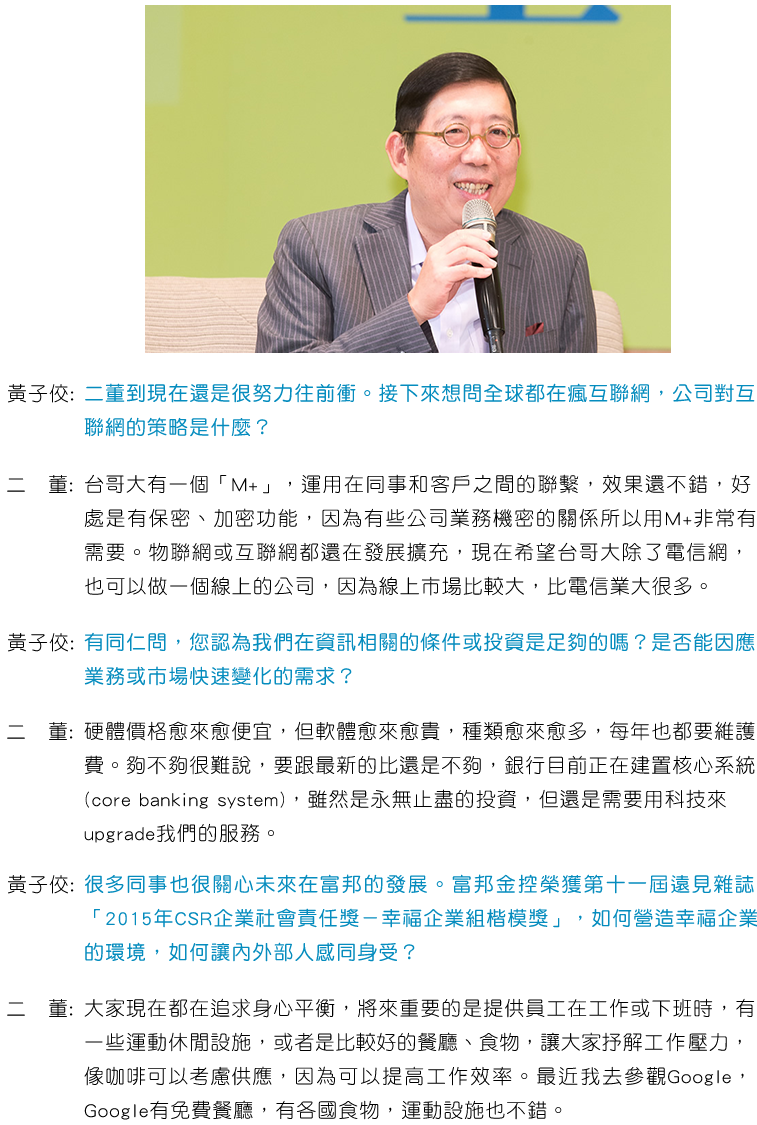 黃子佼: 二董到現在還是很努力往前衝。接下來想問全球都在瘋互聯網，公司對互
聯網的策略是什麼？
二　董: 台哥大有一個「M+」，運用在同事和客戶之間的聯繫，效果還不錯，好
處是有保密、加密功能，因為有些公司業務機密的關係所以用M+非常有
需要。物聯網或互聯網都還在發展擴充，現在希望台哥大除了電信網，
也可以做一個線上的公司，因為線上市場比較大，比電信業大很多。
黃子佼: 有同仁問，您認為我們在資訊相關的條件或投資是足夠的嗎？是否能因應
業務或市場快速變化的需求？
二　董: 硬體價格愈來愈便宜，但軟體愈來愈貴，種類愈來愈多，每年也都要維護
費。夠不夠很難說，要跟最新的比還是不夠，銀行目前正在建置核心系統
(core banking system)，雖然是永無止盡的投資，但還是需要用科技來
upgrade我們的服務。
黃子佼: 很多同事也很關心未來在富邦的發展。富邦金控榮獲第十一屆遠見雜誌
「2015年CSR企業社會責任獎－幸福企業組楷模獎」，如何營造幸福企業
的環境，如何讓內外部人感同身受？
二　董: 大家現在都在追求身心平衡，將來重要的是提供員工在工作或下班時，有
一些運動休閒設施，或者是比較好的餐廳、食物，讓大家抒解工作壓力，
像咖啡可以考慮供應，因為可以提高工作效率。最近我去參觀Google，
Google有免費餐廳，有各國食物，運動設施也不錯。